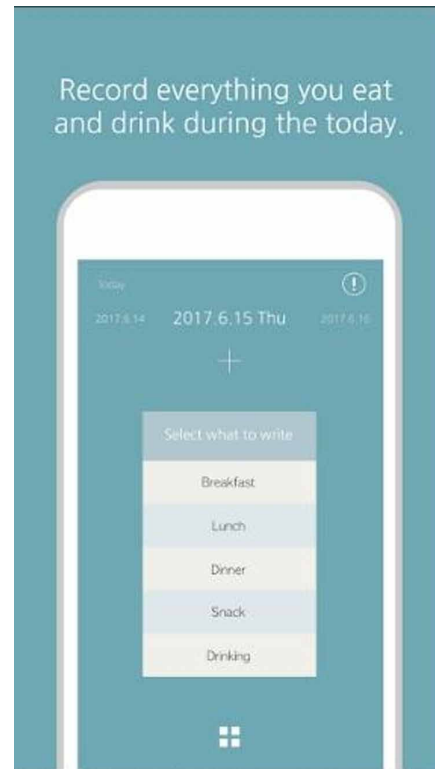 Record everything you eat
and drink during the today.
Today
2017.6.14 2017.6.15 Thu 2017.6.16
Select what to write
Breakfast
Lunch
Dinner
Snack
Drinking